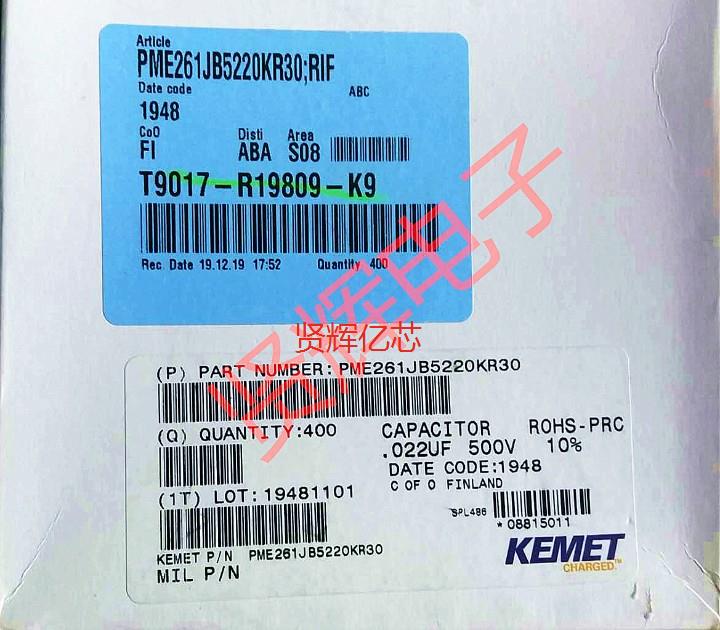 Article
PME261JB5220KR30;RIF
Date code
ABC
1948
CoO Disti Area
FI ABA S08
T9017-R19809-K9
Rec. Date 19.12.19 17:52 Quantity 400
贤辉电子
贤辉亿芯
(P) PART NUMBER:PME261JB5220KR30
(Q) QUANTITY:400
CAPACITOR ROHS-PRC
.022UF 500V 10%
DATE CODE:1948
C OF O FINLAND
(1T) LOT:19481101
SPL486
*08815011
KEMET P/N PME261JB5220KR30
MIL P/N
KEMET
CHARGED.™